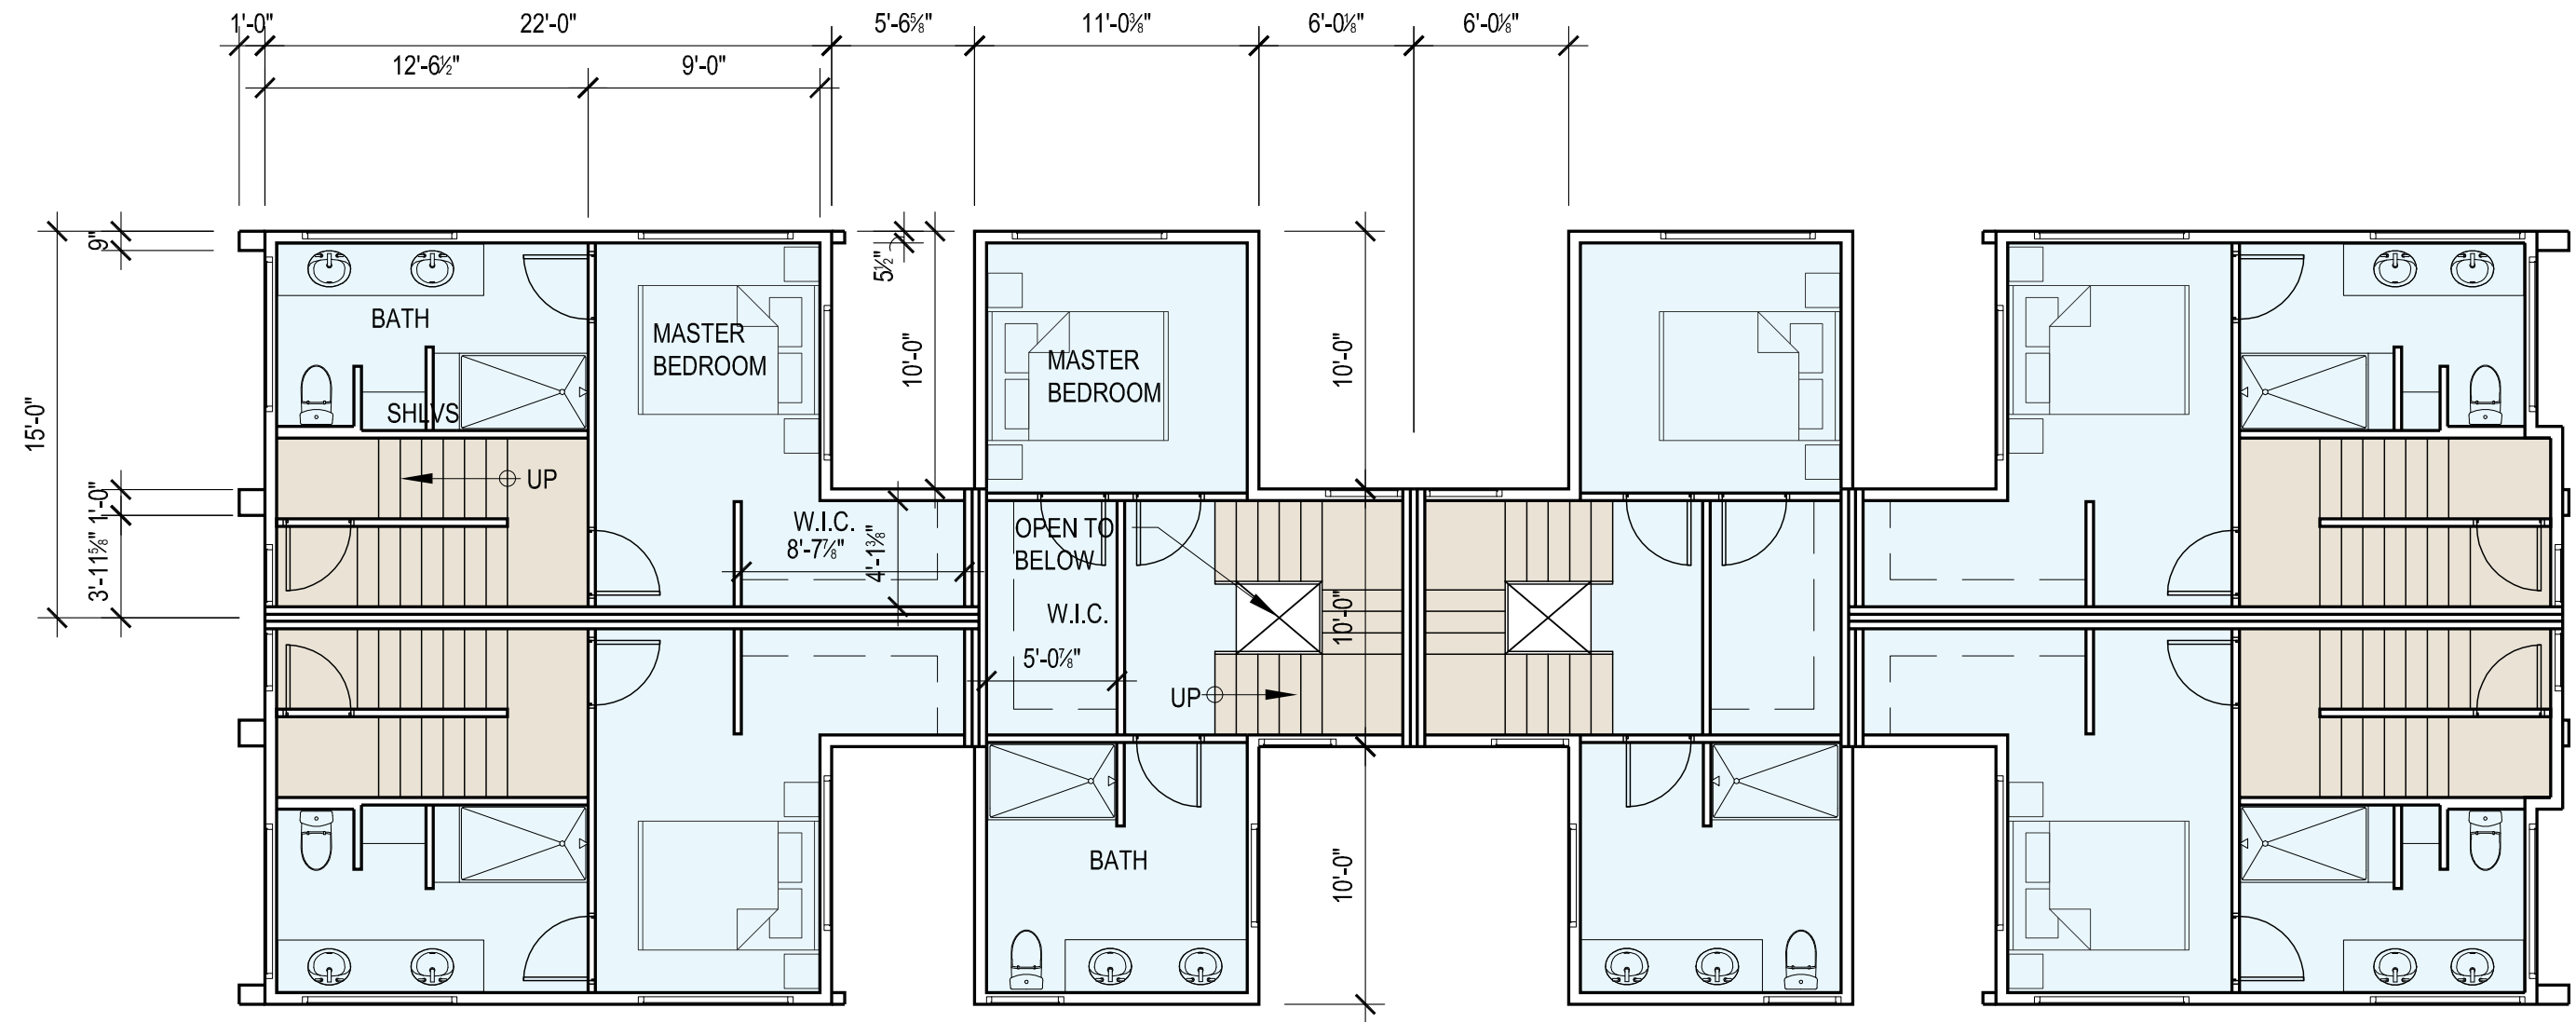 1'-0"
22'-0"
5'-6⅝"
11'-0⅜"
6'-0⅛"
6'-0⅛"
12'-6½"
9'-0"
9"
5½"
BATH
MASTER
BEDROOM
MASTER
BEDROOM
10'-0"
10'-0"
15'-0"
SHLVS
UP
1'-0"
3'-11⅝"
W.I.C.
8'-7⅞"
4'-1⅜"
OPEN TO
BELOW
W.I.C.
10'-0"
5'-0⅞"
UP
BATH
10'-0"